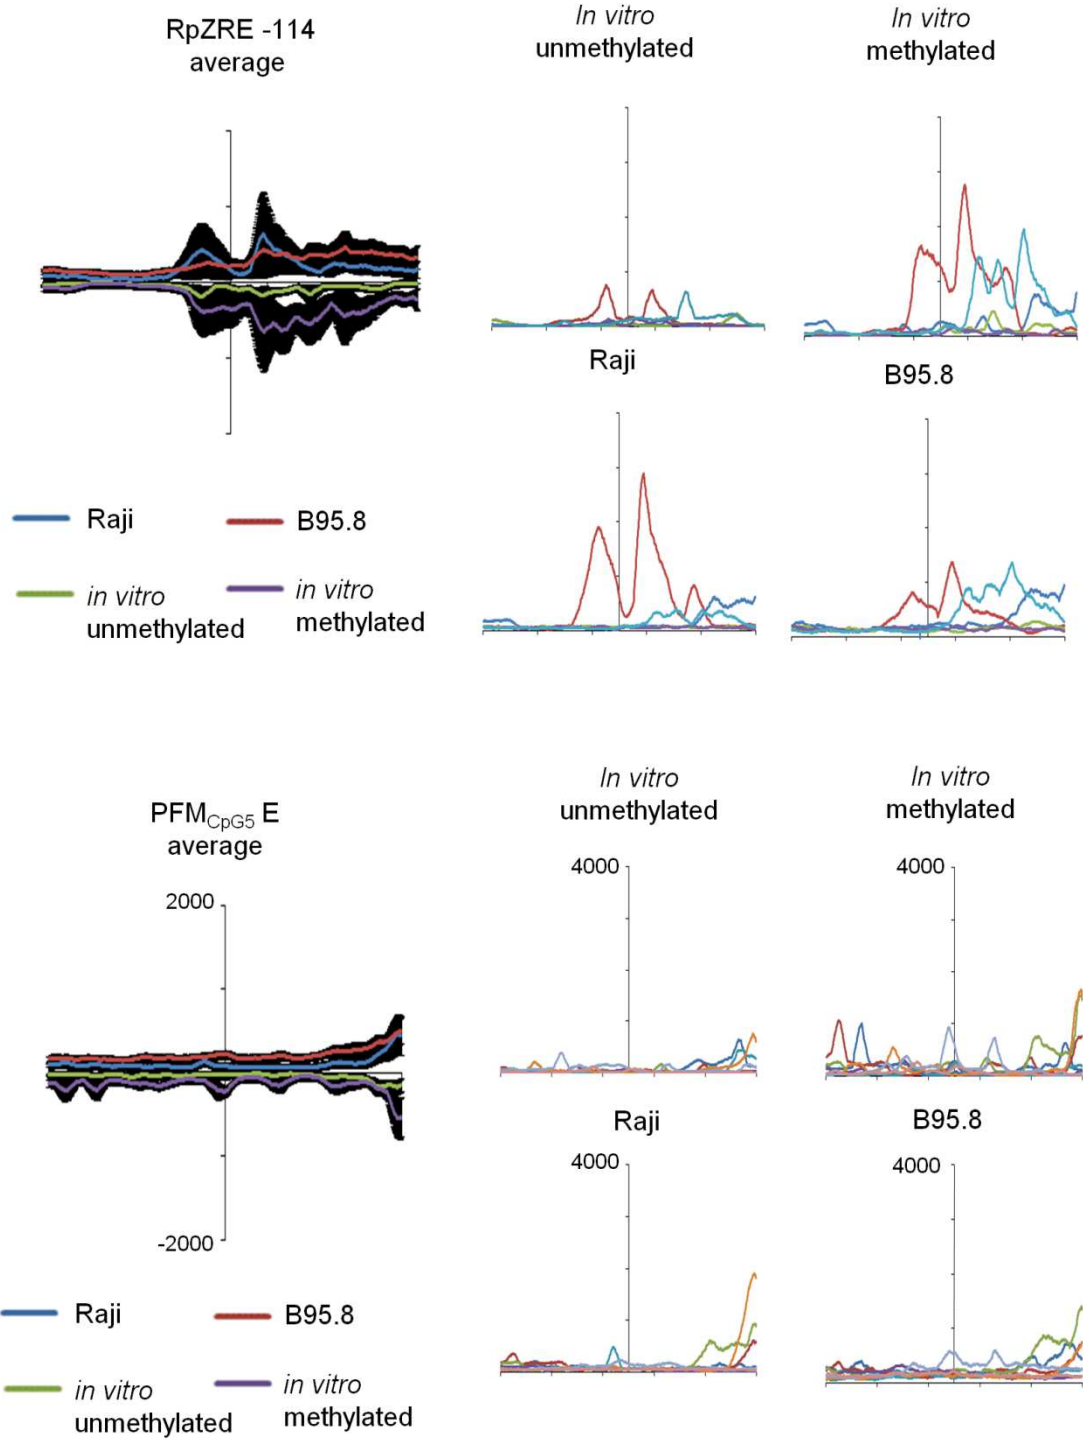 RpZRE -114
average
In vitro
unmethylated
In vitro
methylated
Raji
B95.8
Raji
B95.8
in vitro
unmethylated
in vitro
methylated
PFMCpG5 E
average
2000
-2000
In vitro
unmethylated
4000
In vitro
methylated
4000
Raji
4000
B95.8
4000
Raji
B95.8
in vitro
unmethylated
in vitro
methylated